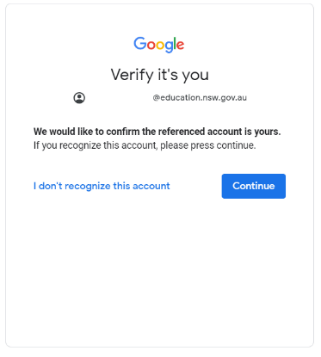 Google
Verify it's you
@education.nsw.gov.au
We would like to confirm the referenced account is yours.
If you recognize this account, please press continue.
I don't recognize this account
Continue